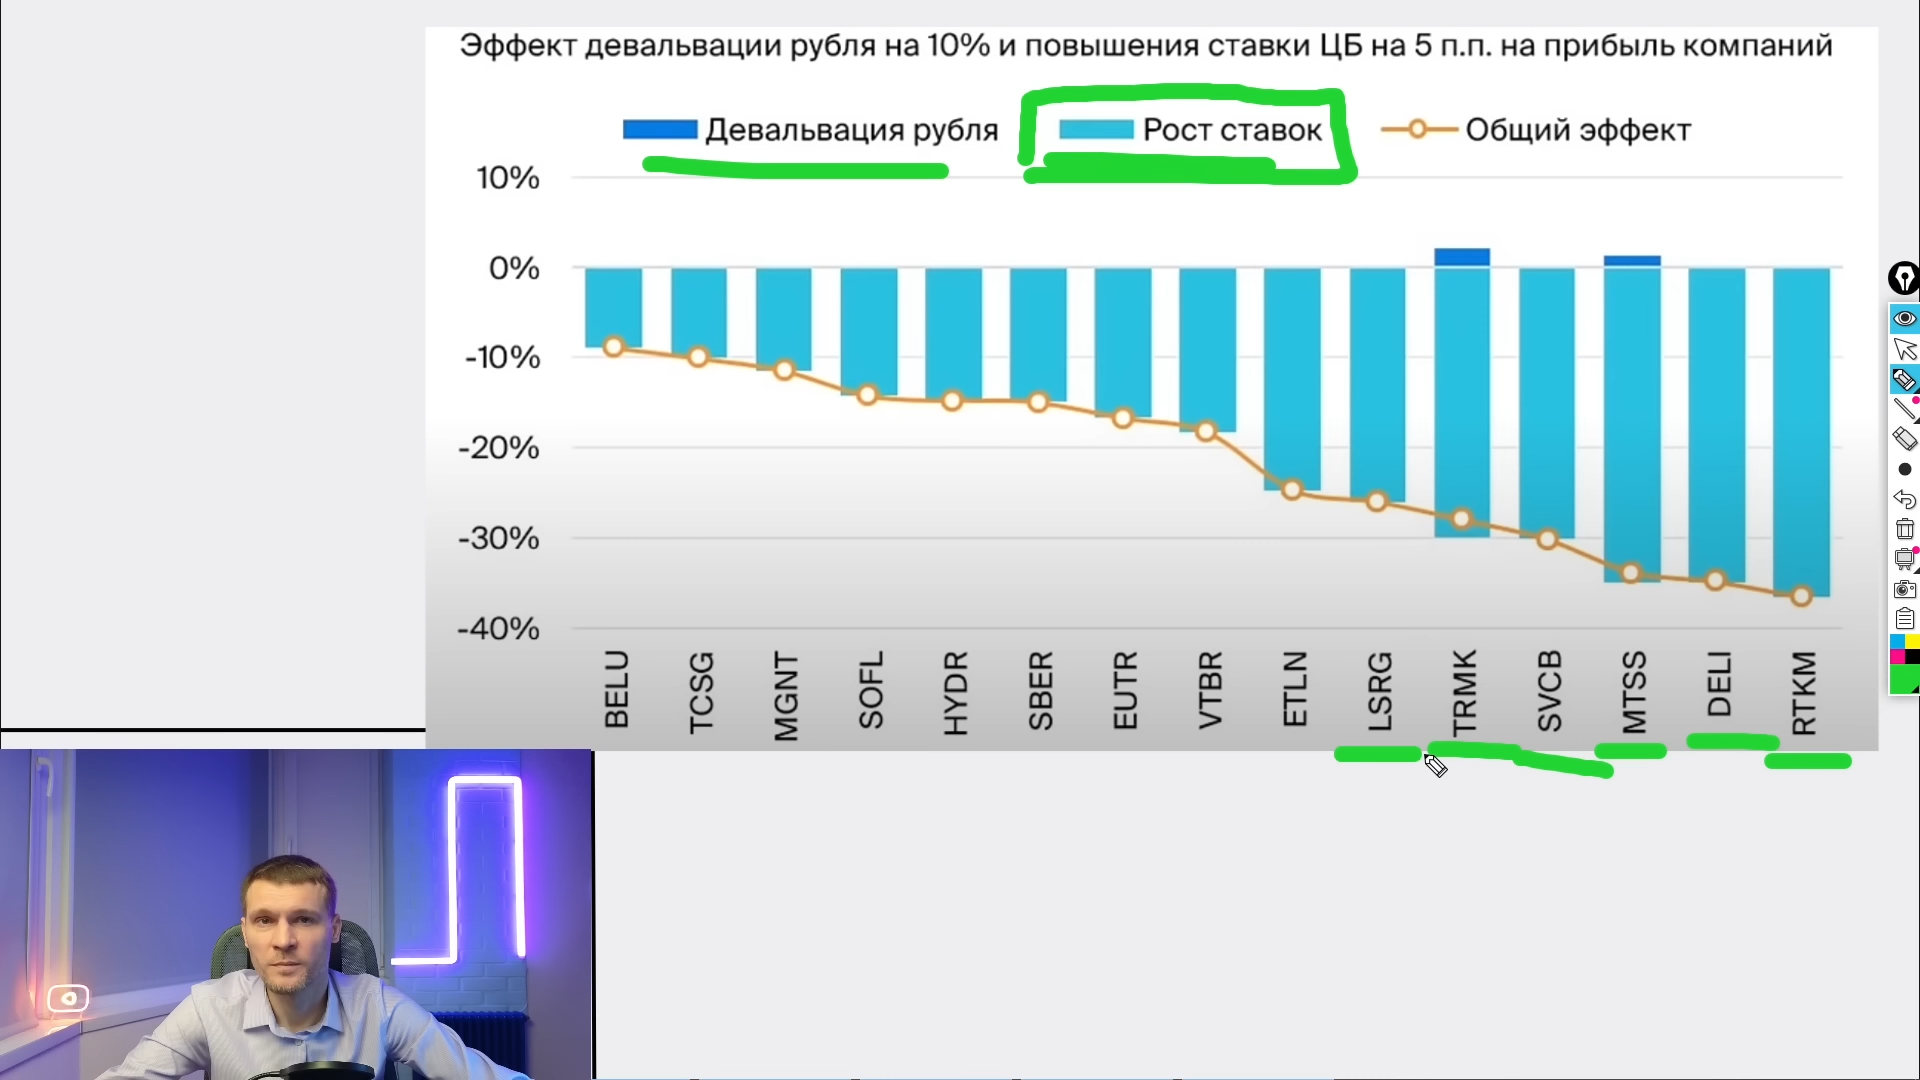 Эффект девальвации рубля на 10% и повышения ставки ЦБ на 5 п.п. на прибыль компаний
Девальвация рубля Рост ставок Общий эффект
10%
0%
-10%
-20%
-30%
-40%
BELU TCSG MGNT SOFL HYDR SBER EUTR VTBR ETLN LSRG TRMK SVCB MTSS DELI RTKM